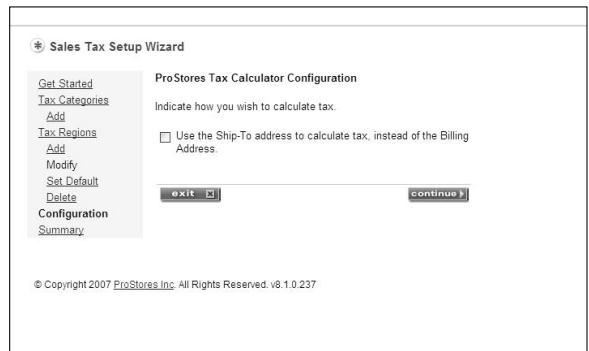 Sales Tax Setup Wizard
Get Started
Tax Categories
Add
Tax Regions
Add
Modify
Set Default
Delete
Configuration
Summary
ProStores Tax Calculator Configuration
Indicate how you wish to calculate tax.
Use the Ship-To address to calculate tax, instead of the Billing
Address.
exit
continue
© Copyright 2007 ProStores Inc. All Rights Reserved. v8.1.0.237